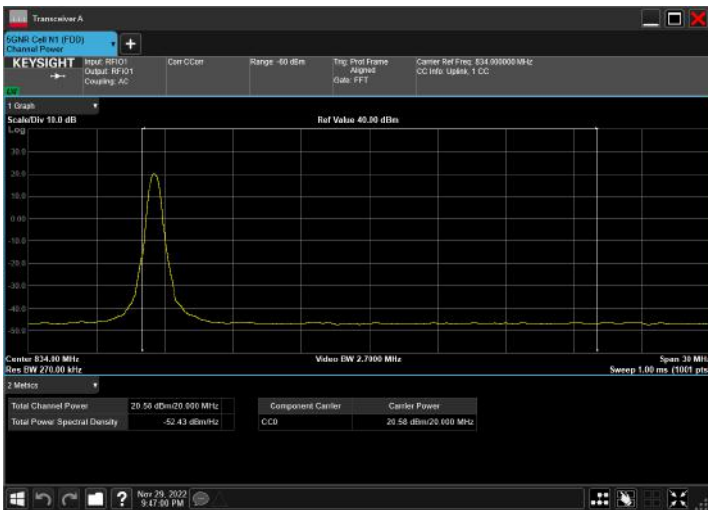 Transceiver A
5GNR Cell N1 (FDD)
Channel Power
KEYSIGHT
Input: RFIO1
Output: RFIO1
Coupling: AC
Corr CCorr
Range: -60 dBm
Trig: Prot Frame
Aligned
Gate: FFT
Carrier Ref Freq: 834.000000 MHz
CC Info: Uplink, 1 CC
1 Graph
Scale/Div 10.0 dB
Ref Value 40.00 dBm
Log
30.0
20.0
10.0
0.00
-10.0
-20.0
-30.0
-40.0
-50.0
Center 834.00 MHz
Video BW 2.7000 MHz
Span 30 MHz
Res BW 270.00 kHz
Sweep 1.00 ms (1001 pts
2 Metrics
Total Channel Power 20.58 dBm/20.000 MHz
Total Power Spectral Density -52.43 dBm/Hz
Component Carrier Carrier Power
CC0 20.58 dBm/20.000 MHz
Nov 29, 2022
9:47:00 PM